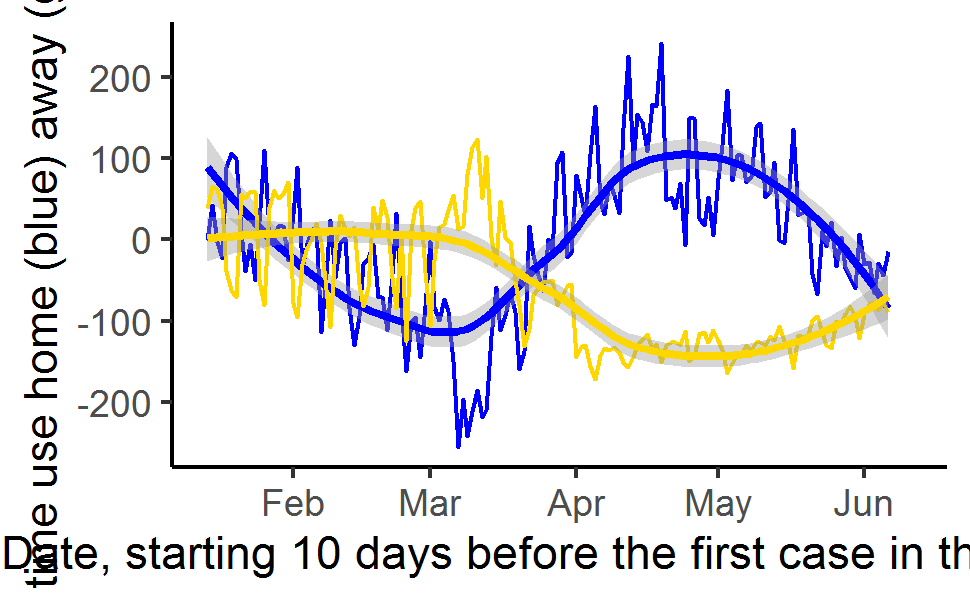 time use home (blue) away (
200
100
0
-100
-200
Feb Mar Apr May Jun
Date, starting 10 days before the first case in th